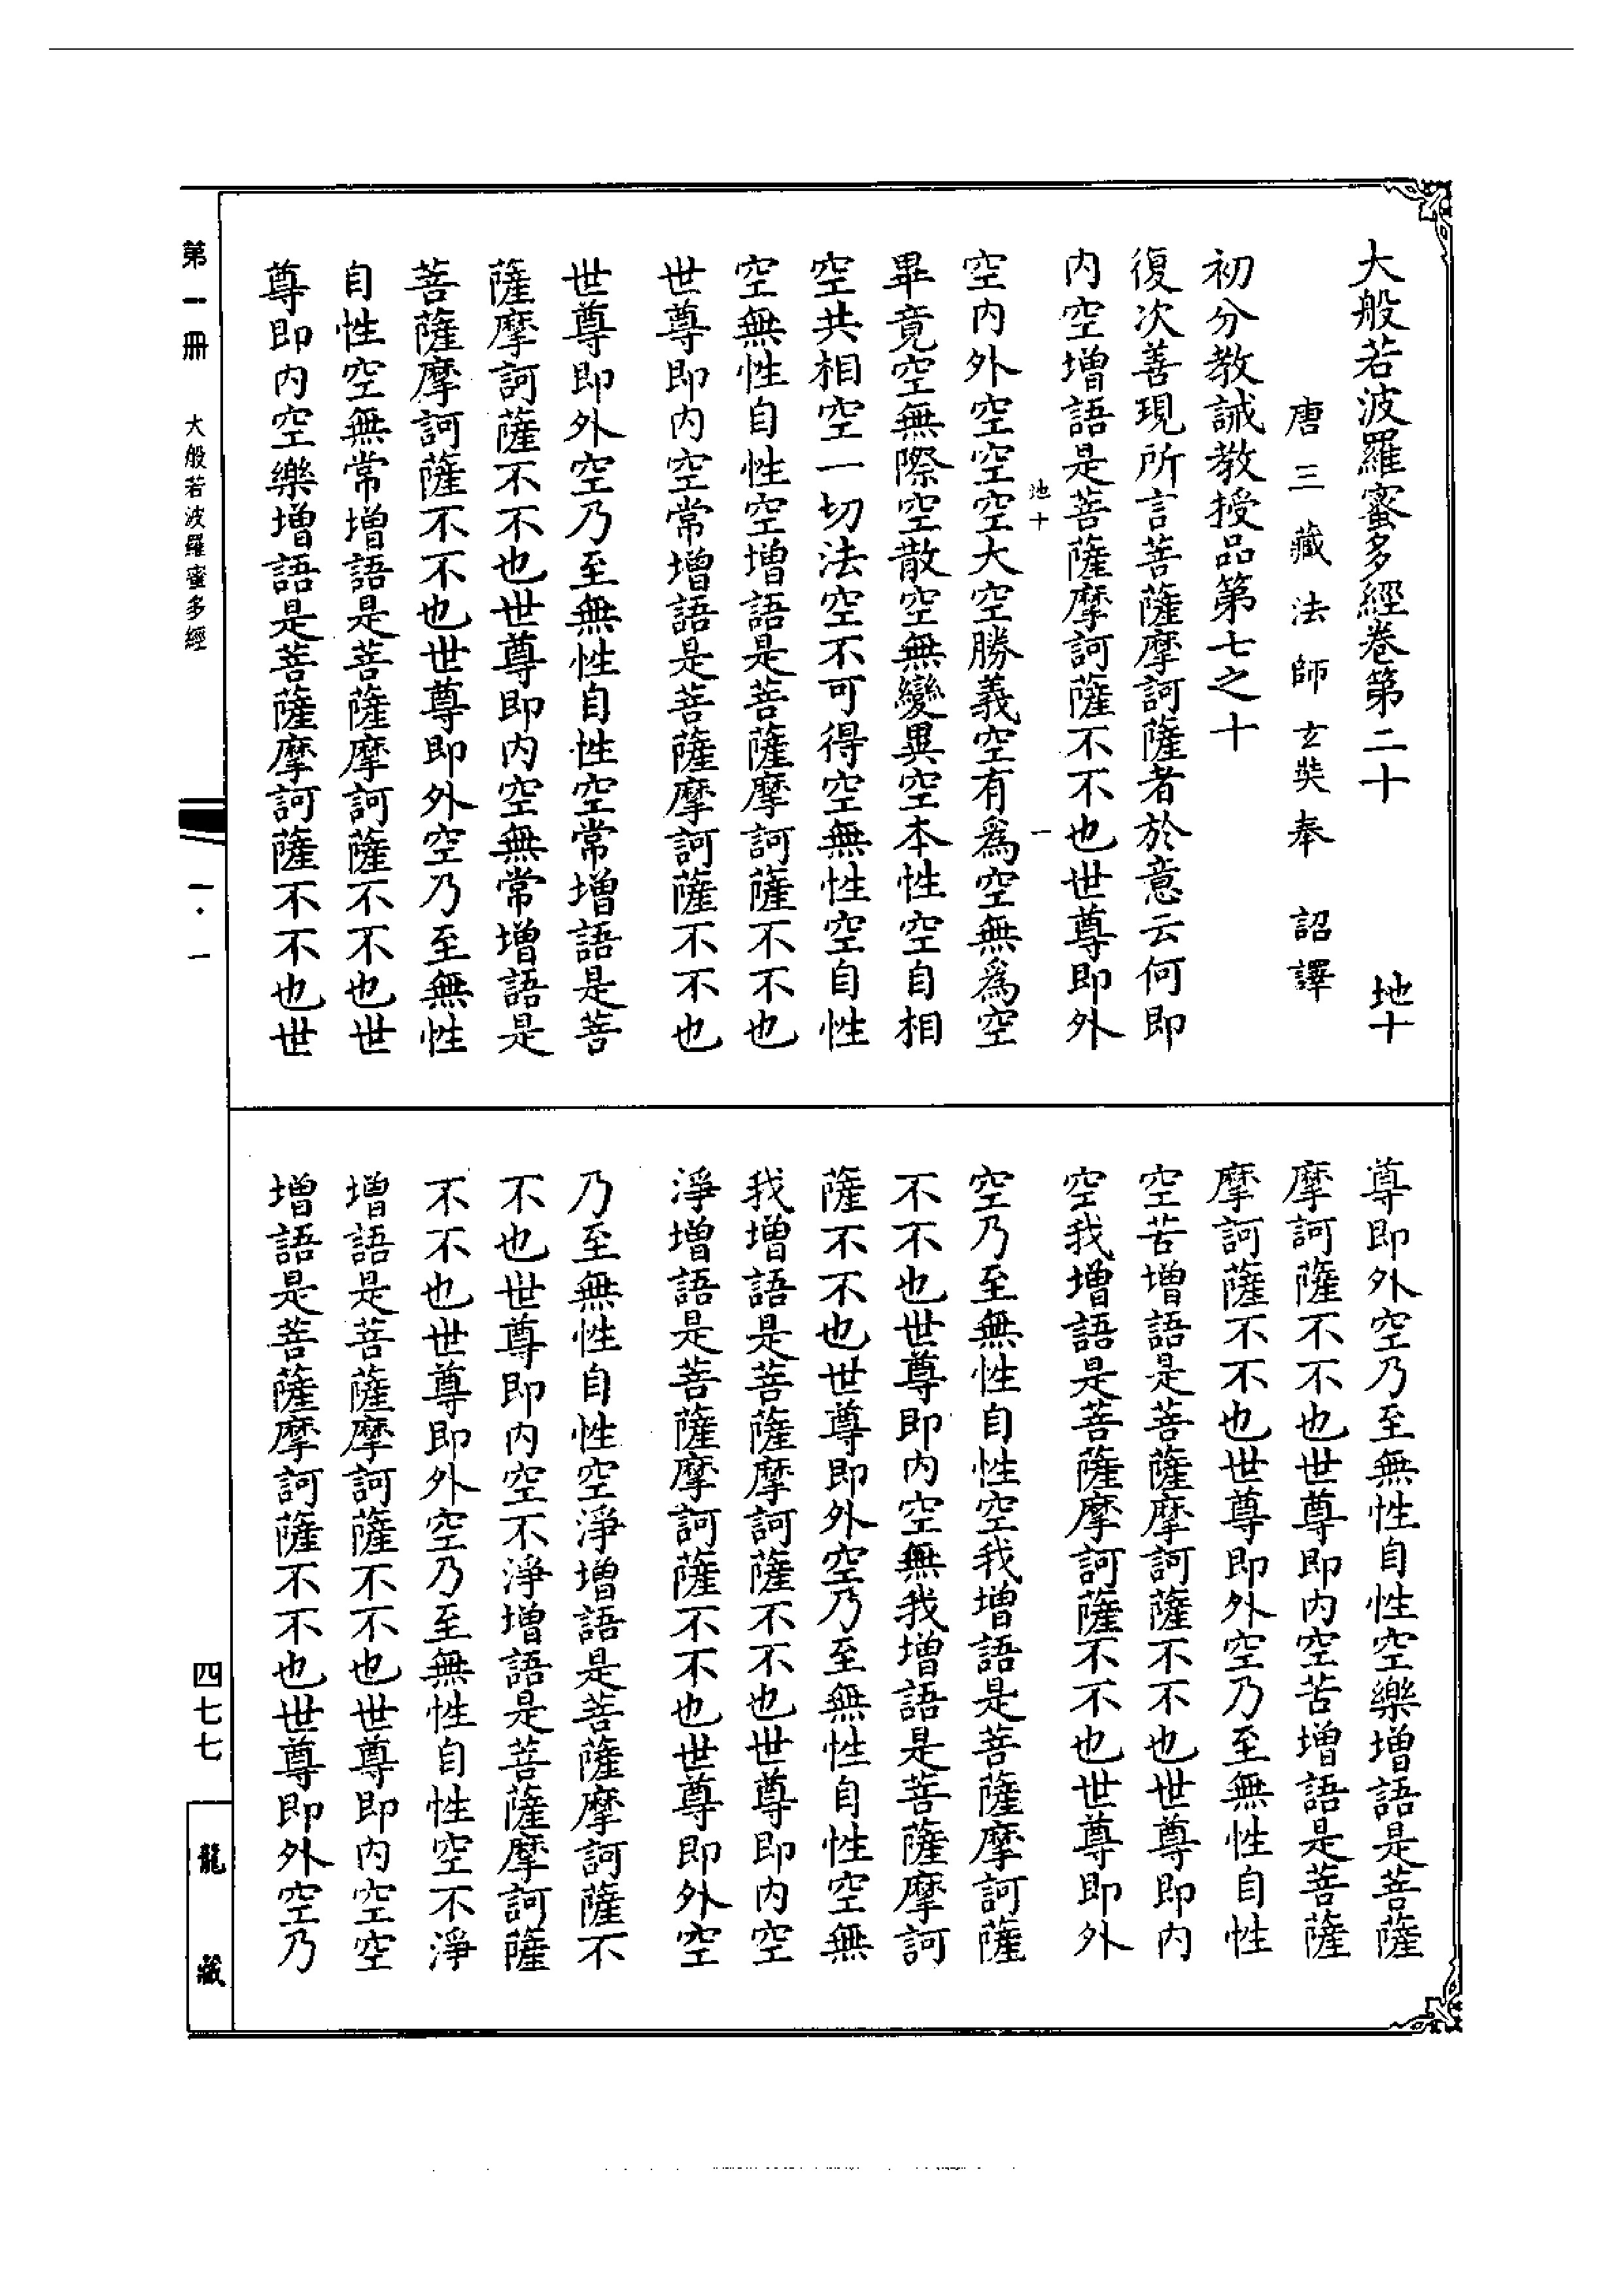 大般若波羅蜜多經卷第二十 地十
唐三藏法師玄奘奉 詔譯
初分教誡教授品第七之十
復次善現所言菩薩摩訶薩者於意云何即
内空增語是菩薩摩訶薩不不也世尊即外
地十 一
空内外空空空大空勝義空有為空無為空
畢竟空無際空散空無變異空本性空自相
空共相空一切法空不可得空無性空自性
空無性自性空增語是菩薩摩訶薩不不也
世尊即内空常增語是菩薩摩訶薩不不也
世尊即外空乃至無性自性空常增語是菩
薩摩訶薩不不也世尊即内空無常增語是
菩薩摩訶薩不不也世尊即外空乃至無性
自性空無常增語是菩薩摩訶薩不不也世
尊即内空樂增語是菩薩摩訶薩不不也世
尊即外空乃至無性自性空樂增語是菩薩
摩訶薩不不也世尊即内空苦增語是菩薩
摩訶薩不不也世尊即外空乃至無性自性
空苦增語是菩薩摩訶薩不不也世尊即内
空我增語是菩薩摩訶薩不不也世尊即外
空乃至無性自性空我增語是菩薩摩訶薩
不不也世尊即内空無我增語是菩薩摩訶
薩不不也世尊即外空乃至無性自性空無
我增語是菩薩摩訶薩不不也世尊即内空
淨增語是菩薩摩訶薩不不也世尊即外空
乃至無性自性空淨增語是菩薩摩訶薩不
不也世尊即内空不淨增語是菩薩摩訶薩
不不也世尊即外空乃至無性自性空不淨
增語是菩薩摩訶薩不不也世尊即内空空
增語是菩薩摩訶薩不不也世尊即外空乃
第一冊 大般若波羅蜜多經 一·一 四七七 龍藏